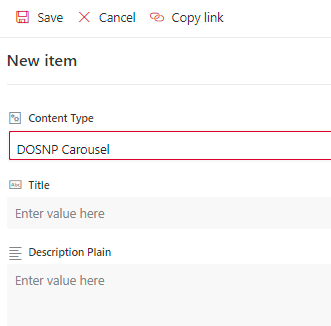 Save Cancel Copy link
New item
Content Type
DOSNP Carousel
Abc Title
Enter value here
Description Plain
Enter value here